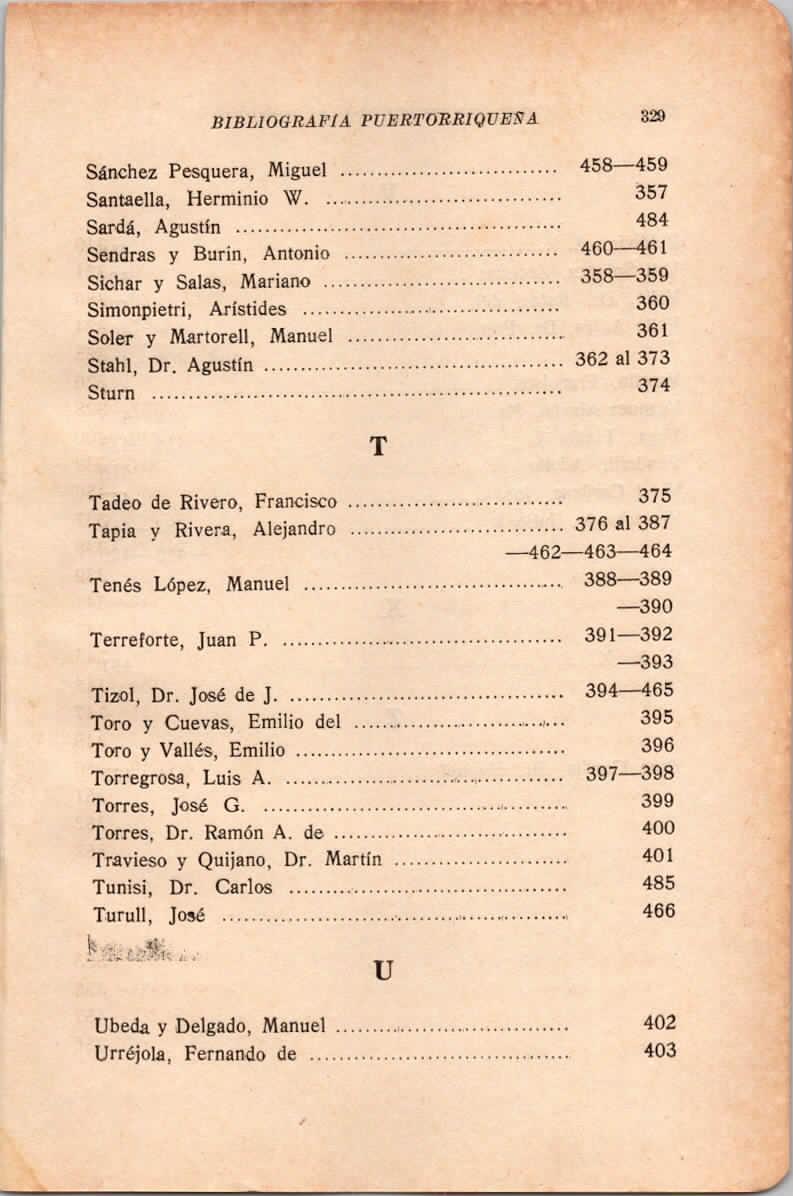 BIBLIOGRAFÍA PUERTORRIQUEÑA 329
Sánchez Pesquera, Miguel .............................. 458—459
Santaella, Herminio W. ................................ 357
Sardá, Agustín ............................................ 484
Sendras y Burin, Antonio ............................. 460—461
Sichar y Salas, Mariano ................................ 358—359
Simonpietri, Arístides ................................... 360
Soler y Martorell, Manuel .............................. 361
Stahl, Dr. Agustín ......................................... 362 al 373
Sturn ........................................................ 374
T
Tadeo de Rivero, Francisco .............................. 375
Tapia y Rivera, Alejandro ............................. 376 al 387
—462—463—464
Tenés López, Manuel ................................... 388—389
—390
Terreforte, Juan P. ...................................... 391—392
—393
Tizol, Dr. José de J. ...................................... 394—465
Toro y Cuevas, Emilio del ............................. 395
Toro y Vallés, Emilio ..................................... 396
Torregrosa, Luis A. ...................................... 397—398
Torres, José G. .......................................... 399
Torres, Dr. Ramón A. de ................................ 400
Travieso y Quijano, Dr. Martín ........................ 401
Tunisi, Dr. Carlos ...................................... 485
Turull, José ............................................... 466
U
Ubeda y Delgado, Manuel ................................ 402
Urréjola, Fernando de .................................... 403